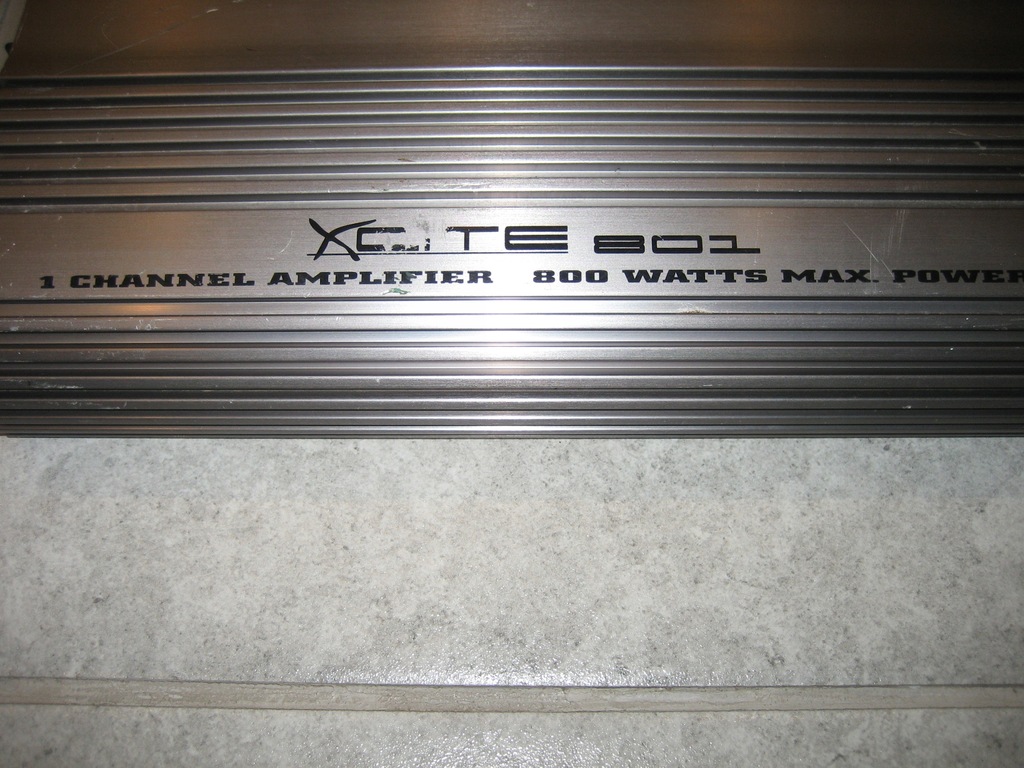 XCiTE 801
1 CHANNEL AMPLIFIER 800 WATTS MAX. POWER